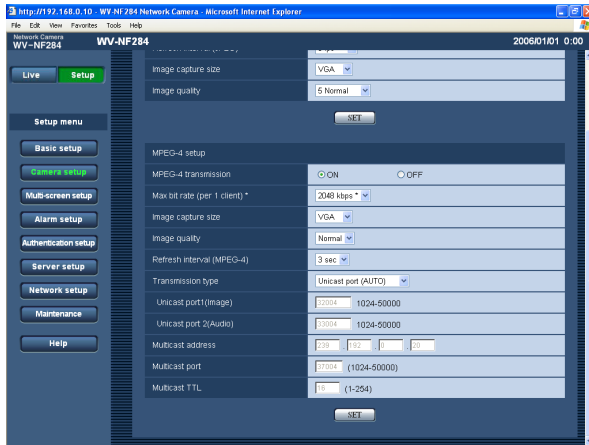 http://192.168.0.10 - WV-NF284 Network Camera - Microsoft Internet Explorer
File Edit View Favorites Tools Help
Network Camera
WV-NF284
WV-NF284
2006/01/01 0:00
Live Setup
Image capture size VGA
Image quality 5 Normal
SET
Setup menu
Basic setup
MPEG-4 setup
Camera setup
MPEG-4 transmission ON OFF
Multi-screen setup
Max bit rate (per 1 client) * 2048 kbps *
Alarm setup
Image capture size VGA
Authentication setup
Image quality Normal
Server setup
Refresh interval (MPEG-4) 3 sec
Network setup
Transmission type Unicast port (AUTO)
Maintenance
Unicast port1(Image) 32004 1024-50000
Unicast port 2(Audio) 33004 1024-50000
Help
Multicast address 239 . 192 . 0 . 20
Multicast port 37004 (1024-50000)
Multicast TTL 16 (1-254)
SET